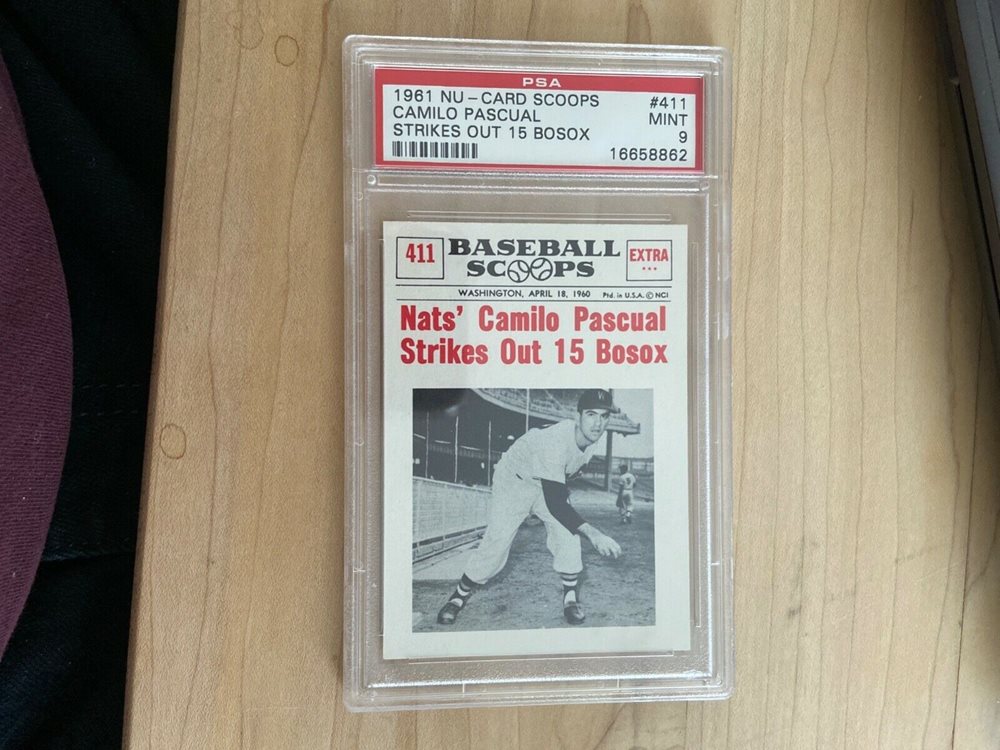 PSA
1961 NU-CARD SCOOPS #411
CAMILO PASCUAL MINT
STRIKES OUT 15 BOSOX 9
16658862
411 BASEBALL EXTRA
SCOOPS
WASHINGTON, APRIL 18, 1960 Ptd. in U.S.A. © NCI
Nats' Camilo Pascual
Strikes Out 15 Bosox
W